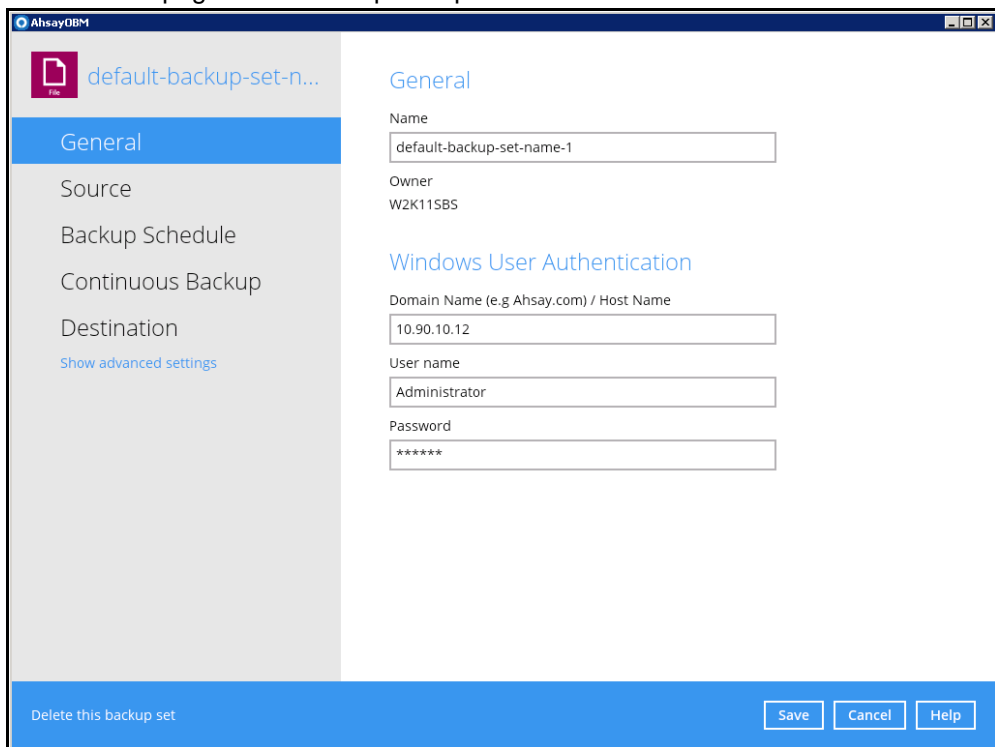 AhsayOBM
File
default-backup-set-n...
General
Source
Backup Schedule
Continuous Backup
Destination
Show advanced settings
General
Name
default-backup-set-name-1
Owner
W2K11SBS
Windows User Authentication
Domain Name (e.g Ahsay.com) / Host Name
10.90.10.12
User name
Administrator
Password
******
Delete this backup set
Save
Cancel
Help